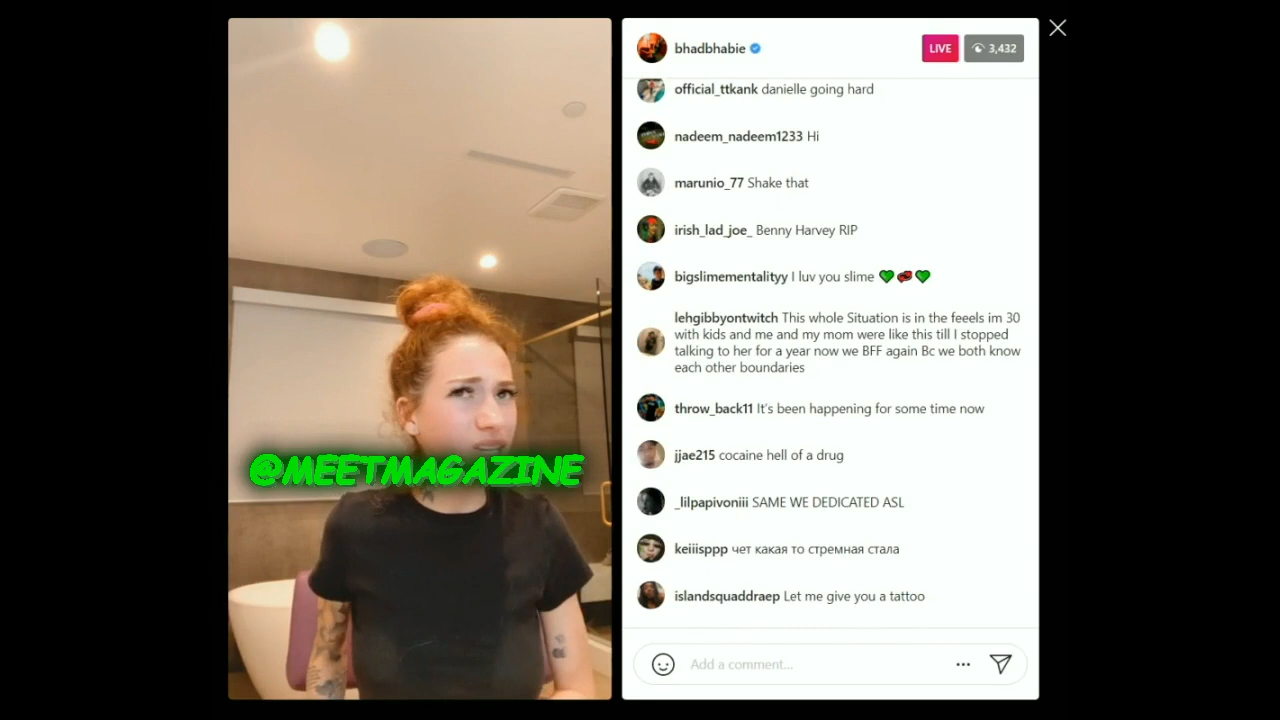 bhadbhabie
LIVE
3,432
official_ttkank danielle going hard
nadeem_nadeem1233 Hi
marunio_77 Shake that
irish_lad_joe_ Benny Harvey RIP
bigslimementalityy I luv you slime 💚💋💚
lehgibbyontwitch This whole Situation is in the feeels im 30
with kids and me and my mom were like this till I stopped
talking to her for a year now we BFF again Bc we both know
each other boundaries
throw_back11 It's been happening for some time now
@MEETMAGAZINE
jjae215 cocaine hell of a drug
_lilpapivoniii SAME WE DEDICATED ASL
keiiisppp чет какая то стремная стала
islandsquaddraep Let me give you a tattoo
Add a comment...